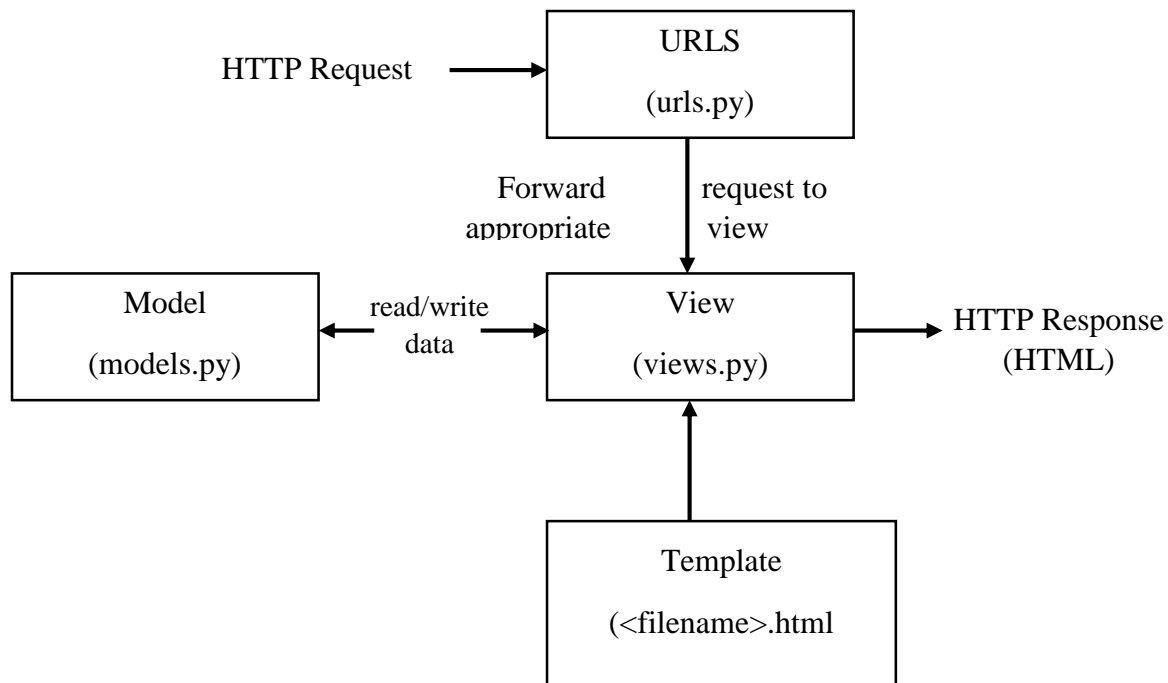 URLS
HTTP Request
(urls.py)
Forward request to
appropriate view
Model
(models.py)
read/write
data
View
(views.py)
HTTP Response
(HTML)
Template
(<filename>.html